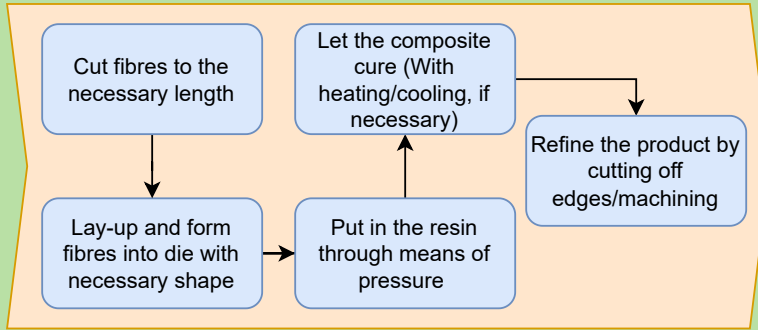 Cut fibres to the
necessary length
Lay-up and form
fibres into die with
necessary shape
Put in the resin
through means of
pressure
Let the composite
cure (With
heating/cooling, if
necessary)
Refine the product by
cutting off
edges/machining